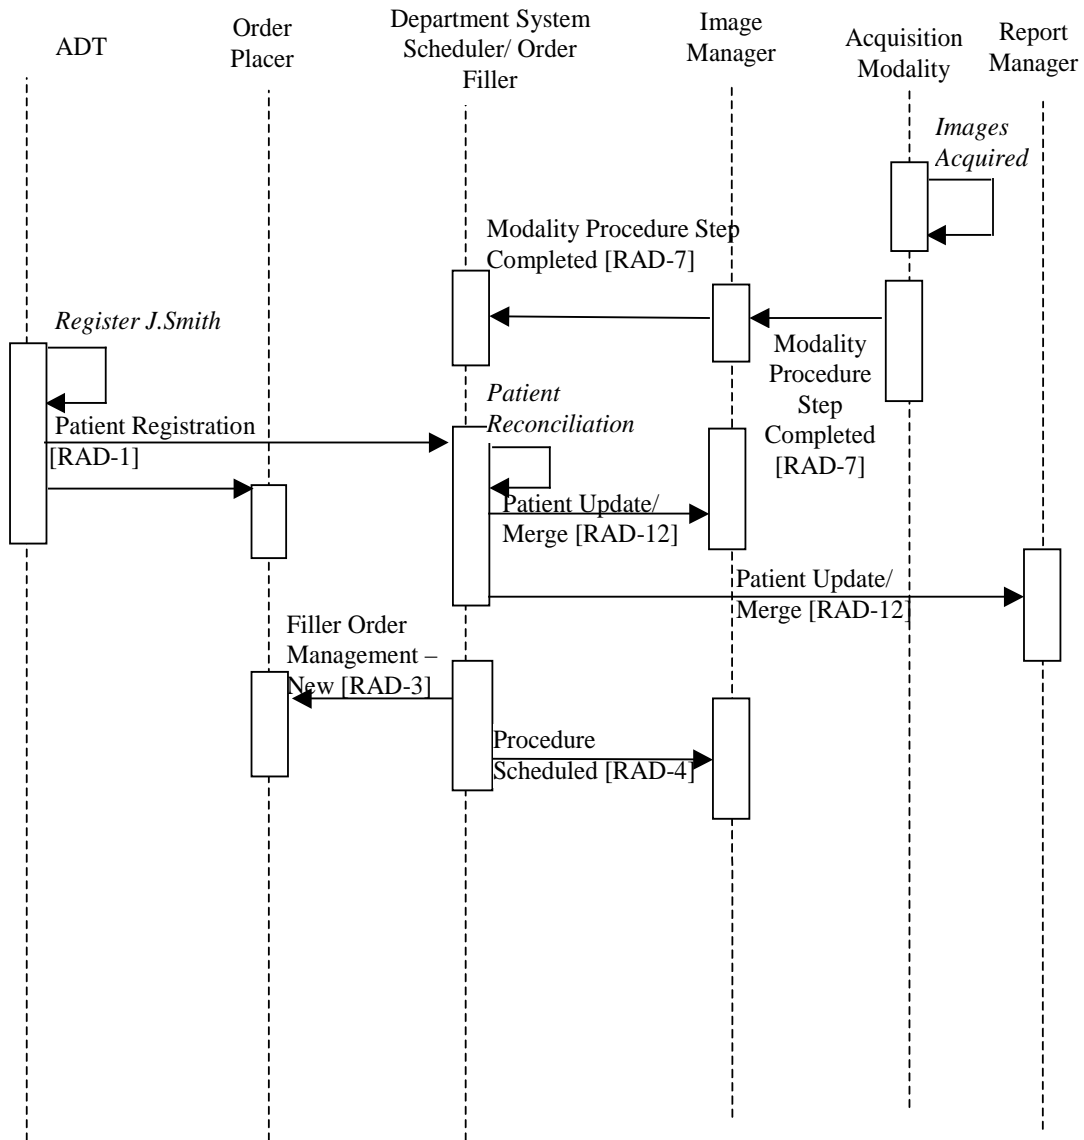 ADT
Order
Placer
Department System
Scheduler/ Order
Filler
Image
Manager
Acquisition
Modality
Report
Manager
Images
Acquired
Modality Procedure Step
Completed [RAD-7]
Register J.Smith
Modality
Procedure
Step
Completed
[RAD-7]
Patient
Reconciliation
Patient Registration
[RAD-1]
Patient Update/
Merge [RAD-12]
Patient Update/
Merge [RAD-12]
Filler Order
Management –
New [RAD-3]
Procedure
Scheduled [RAD-4]